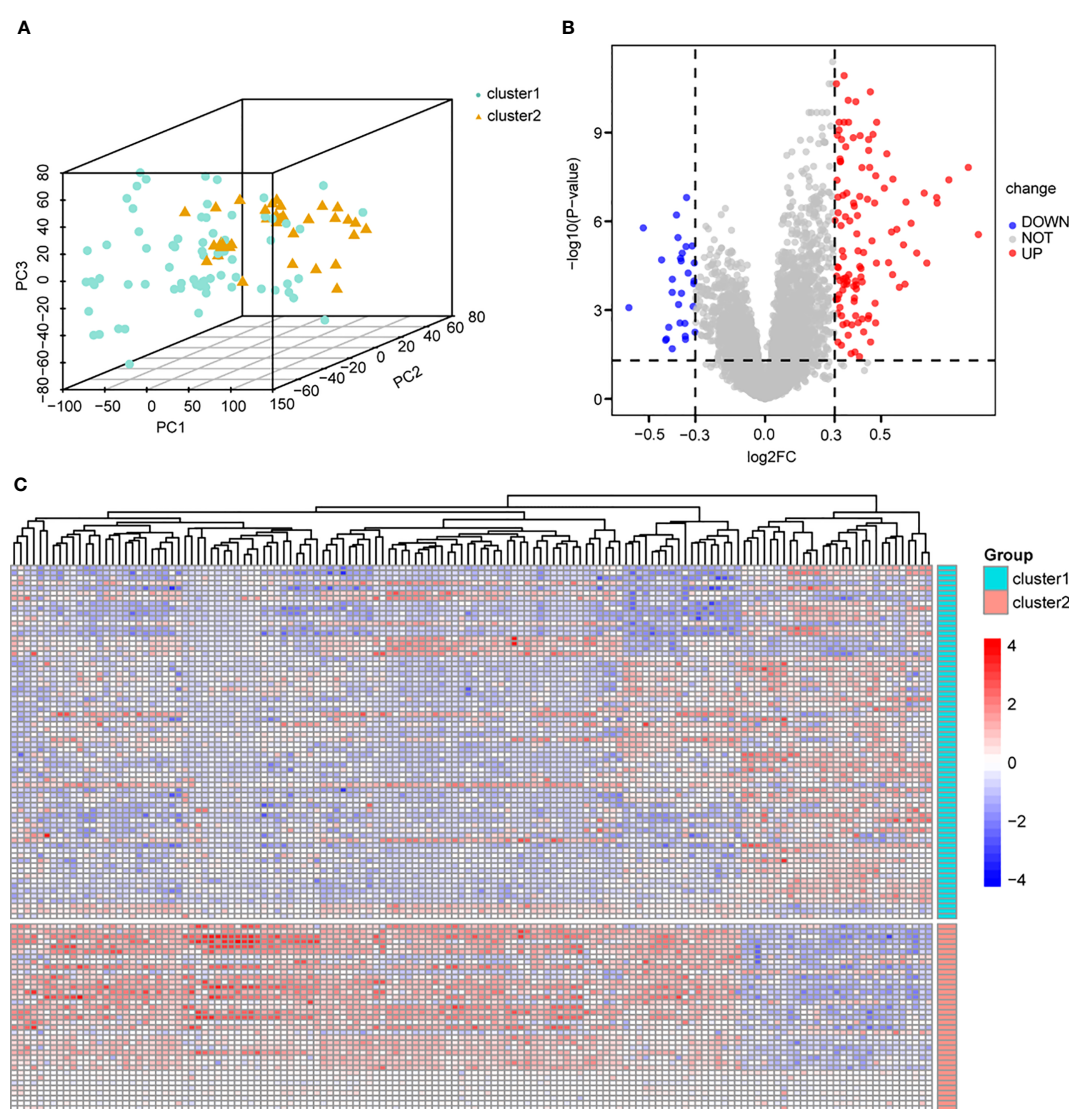 A
cluster1
cluster2
80
60
40
20
0
−20
−40
−60
−80
PC3
−100
−50
0
50
100
150
PC1
−60
−40
−20
0
20
40
60
80
PC2
B
9
6
3
0
−log10(P−value)
−0.5
−0.3
0.0
0.3
0.5
log2FC
change
DOWN
NOT
UP
C
Group
cluster1
cluster2
4
2
0
−2
−4